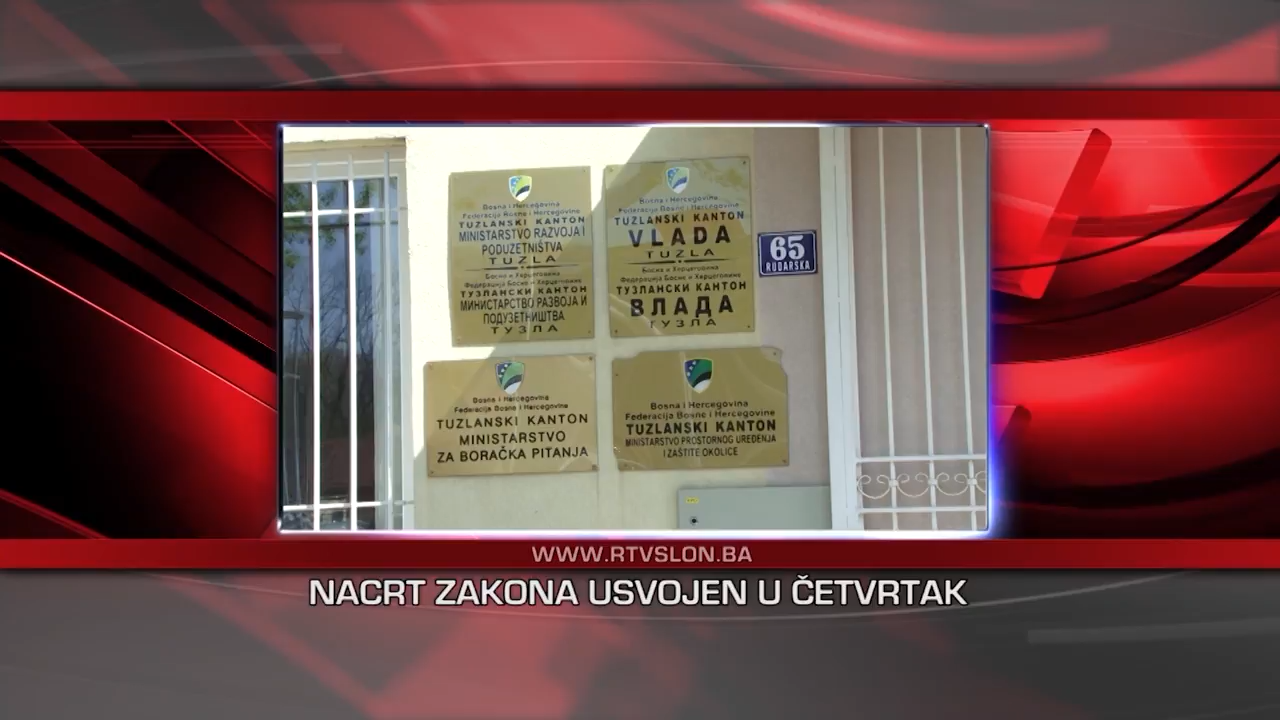 Bosna i Hercegovina
Federacija Bosne i Hercegovine
TUZLANSKI KANTON
MINISTARSTVO RAZVOJA I
PODUZETNIŠTVA
TUZLA
Босна и Херцеговина
Федерација Босне и Херцеговине
ТУЗЛАНСКИ КАНТОН
МИНИСТАРСТВО РАЗВОЈА И
ПОДУЗЕТНИШТВА
ТУЗЛА
Bosna i Hercegovina
Federacija Bosne i Hercegovine
TUZLANSKI KANTON
VLADA
TUZLA
Босна и Херцеговина
Федерација Босне и Херцеговине
ТУЗЛАНСКИ КАНТОН
ВЛАДА
ТУЗЛА
65
RUDARSKA
Bosna i Hercegovina
Federacija Bosne i Hercegovine
TUZLANSKI KANTON
MINISTARSTVO
ZA BORAČKA PITANJA
Bosna i Hercegovina
Federacija Bosne i Hercegovine
TUZLANSKI KANTON
MINISTARSTVO PROSTORNOG UREĐENJA
I ZAŠTITE OKOLICE
WWW.RTVSLON.BA
NACRT ZAKONA USVOJEN U ČETVRTAK